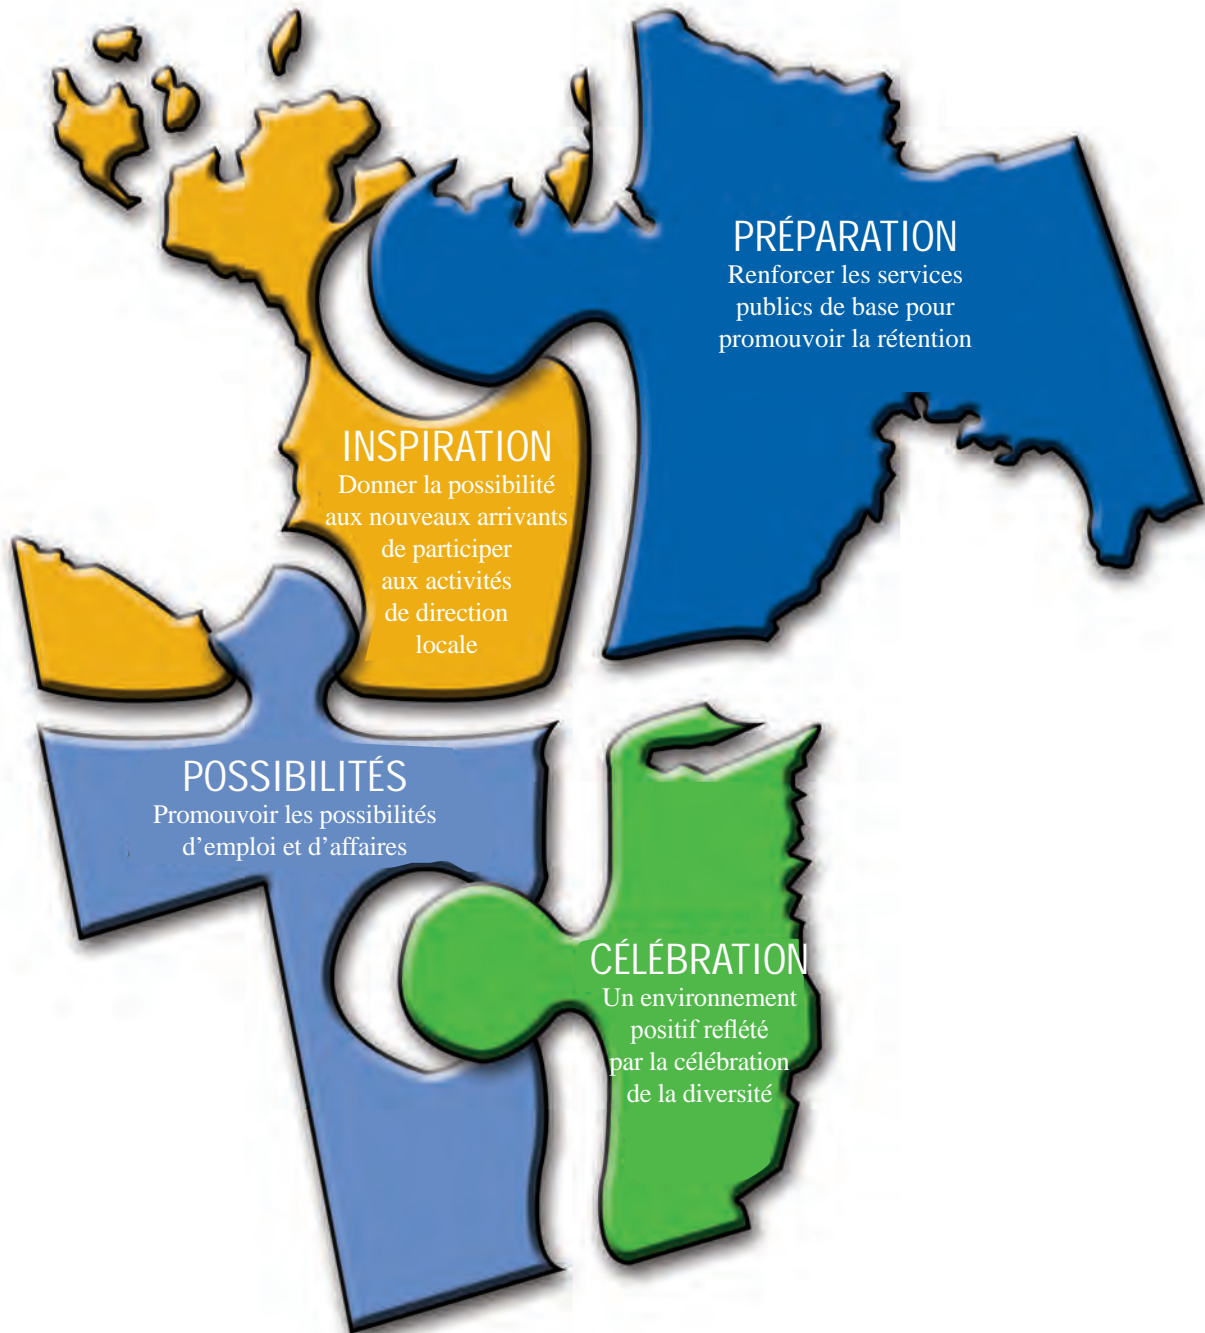 PRÉPARATION
Renforcer les services
publics de base pour
promouvoir la rétention
INSPIRATION
Donner la possibilité
aux nouveaux arrivants
de participer
aux activités
de direction
locale
POSSIBILITÉS
Promouvoir les possibilités
d’emploi et d’affaires
CÉLÉBRATION
Un environnement
positif reflété
par la célébration
de la diversité